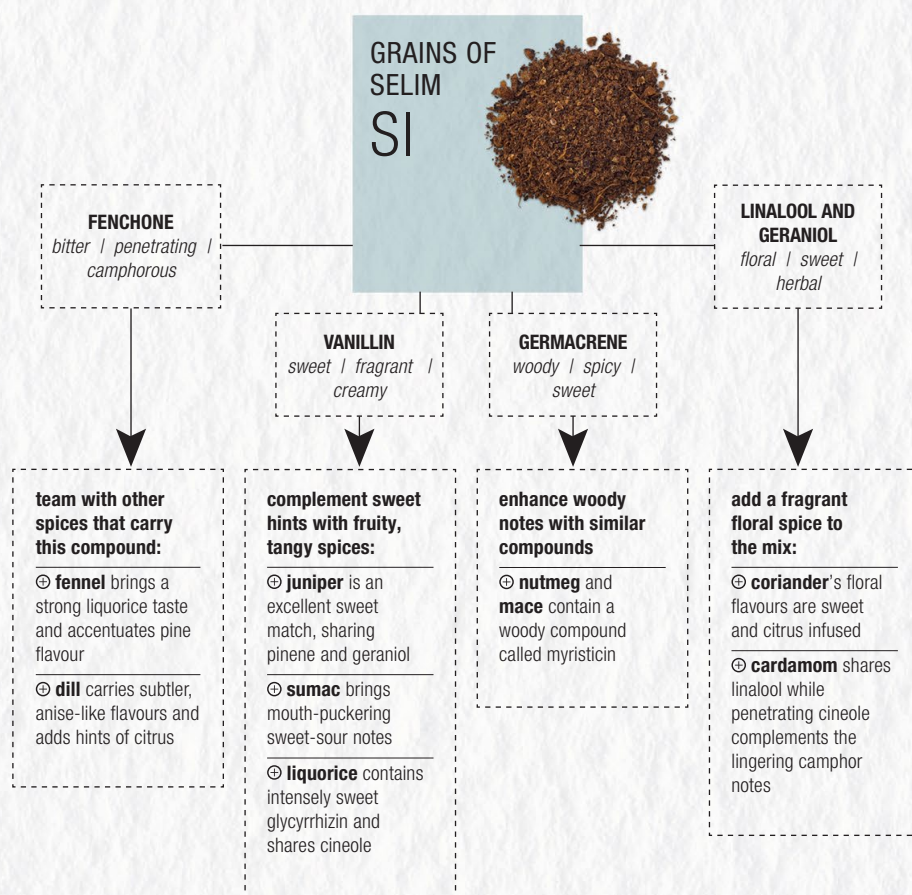 GRAINS OF
SELIM
SI
FENCHONE
bitter | penetrating |
camphorous
VANILLIN
sweet | fragrant |
creamy
GERMACRENE
woody | spicy |
sweet
LINALOOL AND
GERANIOL
floral | sweet |
herbal
team with other
spices that carry
this compound:
⊕ fennel brings a
strong liquorice taste
and accentuates pine
flavour
⊕ dill carries subtler,
anise-like flavours and
adds hints of citrus
complement sweet
hints with fruity,
tangy spices:
⊕ juniper is an
excellent sweet
match, sharing
pinene and geraniol
⊕ sumac brings
mouth-puckering
sweet-sour notes
⊕ liquorice contains
intensely sweet
glycyrrhizin and
shares cineole
enhance woody
notes with similar
compounds
⊕ nutmeg and
mace contain a
woody compound
called myristicin
add a fragrant
floral spice to
the mix:
⊕ coriander's floral
flavours are sweet
and citrus infused
⊕ cardamom shares
linalool while
penetrating cineole
complements the
lingering camphor
notes